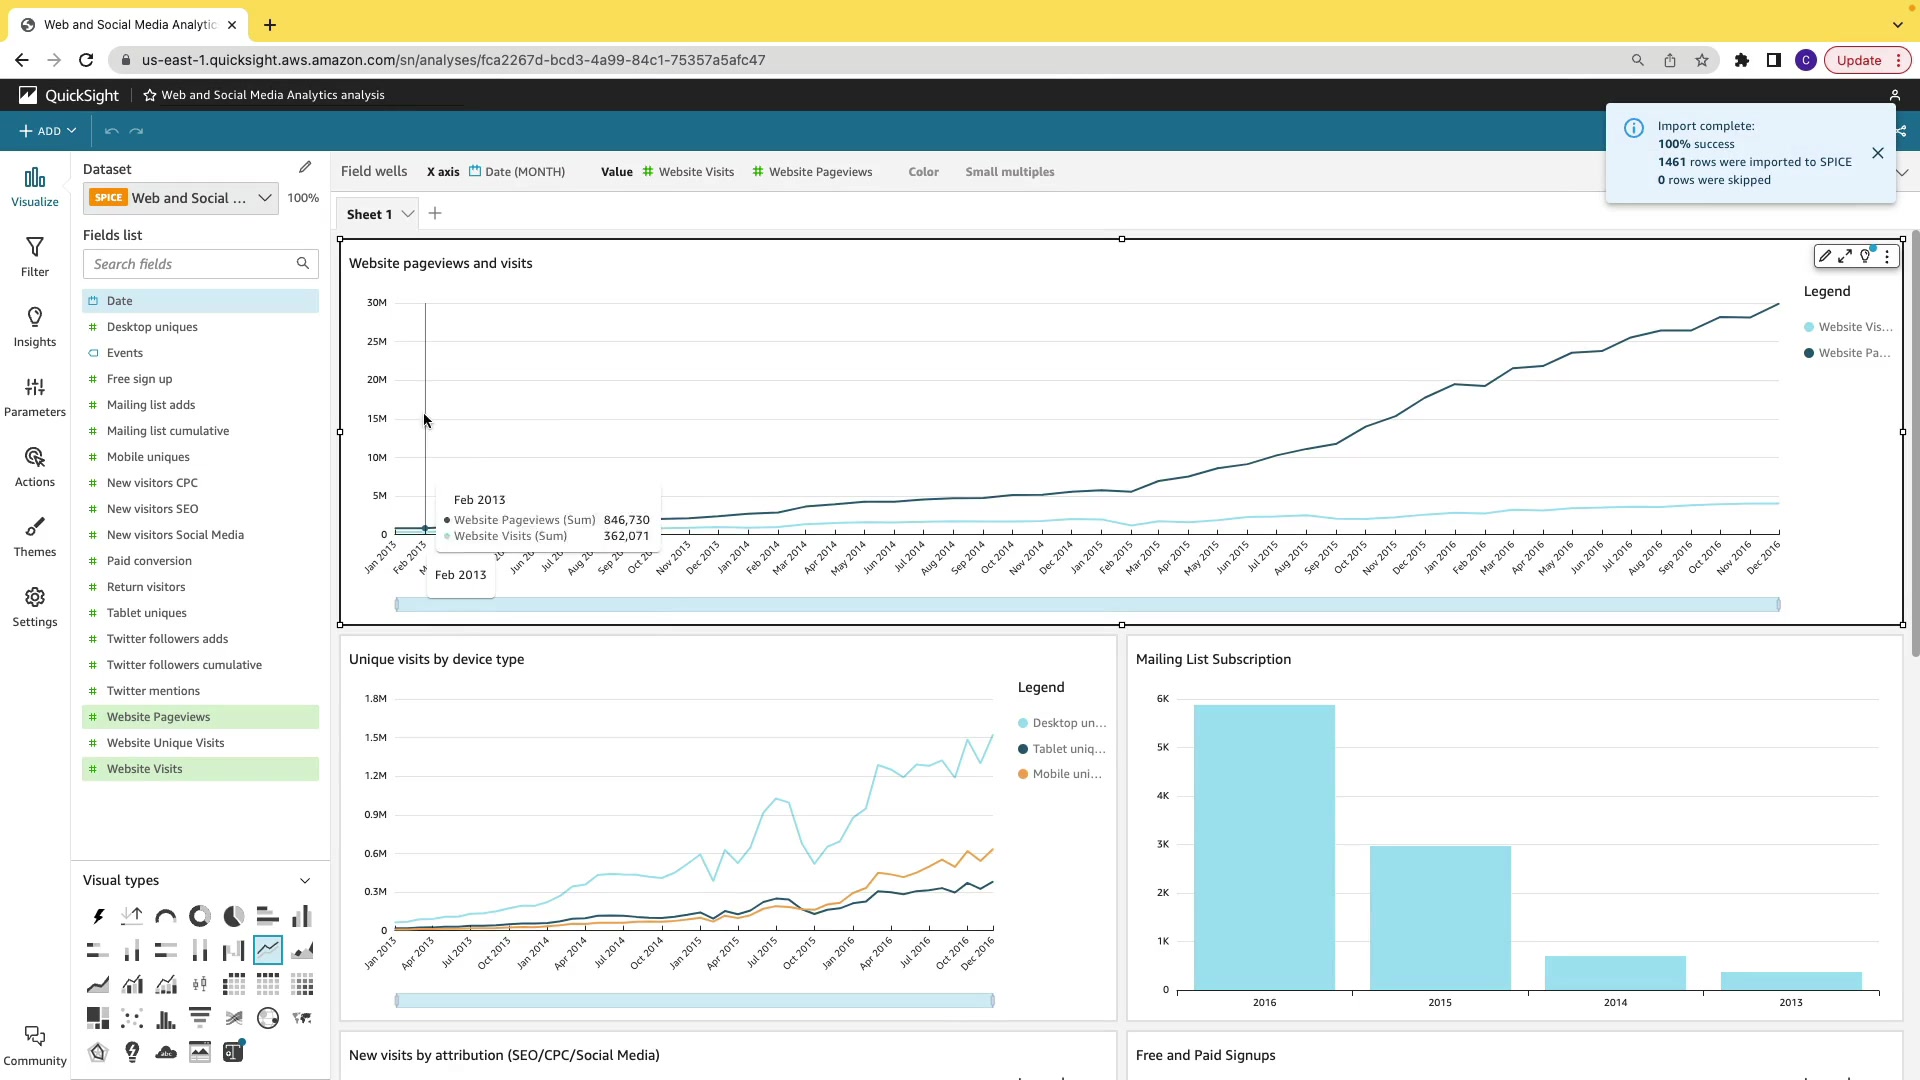 Web and Social Media Analytic
us-east-1.quicksight.aws.amazon.com/sn/analyses/fca2267d-bcd3-4a99-84c1-75357a5afc47
C
Update
QuickSight
Web and Social Media Analytics analysis
ADD
Import complete:
100% success
1461 rows were imported to SPICE
0 rows were skipped
Visualize
Filter
Insights
Parameters
Actions
Themes
Settings
Community
Dataset
SPICE Web and Social ... 100%
Fields list
Search fields
Date
Desktop uniques
Events
Free sign up
Mailing list adds
Mailing list cumulative
Mobile uniques
New visitors CPC
New visitors SEO
New visitors Social Media
Paid conversion
Return visitors
Tablet uniques
Twitter followers adds
Twitter followers cumulative
Twitter mentions
Website Pageviews
Website Unique Visits
Website Visits
Visual types
Field wells X axis Date (MONTH) Value Website Visits Website Pageviews Color Small multiples
Sheet 1
Website pageviews and visits
30M
25M
20M
15M
10M
5M
0
Feb 2013
Website Pageviews (Sum) 846,730
Website Visits (Sum) 362,071
Feb 2013
Jan 2013 Feb 2013 Nov 2013 Dec 2013 Jan 2014 Feb 2014 Mar 2014 Apr 2014 May 2014 Jun 2014 Jul 2014 Aug 2014 Sep 2014 Oct 2014 Nov 2014 Dec 2014 Jan 2015 Feb 2015 Mar 2015 Apr 2015 May 2015 Jun 2015 Jul 2015 Aug 2015 Sep 2015 Oct 2015 Nov 2015 Dec 2015 Jan 2016 Feb 2016 Mar 2016 Apr 2016 May 2016 Jun 2016 Jul 2016 Aug 2016 Sep 2016 Oct 2016 Nov 2016 Dec 2016
Legend
Website Vis...
Website Pa...
Unique visits by device type
1.8M
1.5M
1.2M
0.9M
0.6M
0.3M
0
Jan 2013 Apr 2013 Jul 2013 Oct 2013 Jan 2014 Apr 2014 Jul 2014 Oct 2014 Jan 2015 Apr 2015 Jul 2015 Oct 2015 Jan 2016 Apr 2016 Jul 2016 Oct 2016 Dec 2016
Legend
Desktop un...
Tablet uniq...
Mobile uni...
Mailing List Subscription
6K
5K
4K
3K
2K
1K
0
2016 2015 2014 2013
New visits by attribution (SEO/CPC/Social Media)
Free and Paid Signups